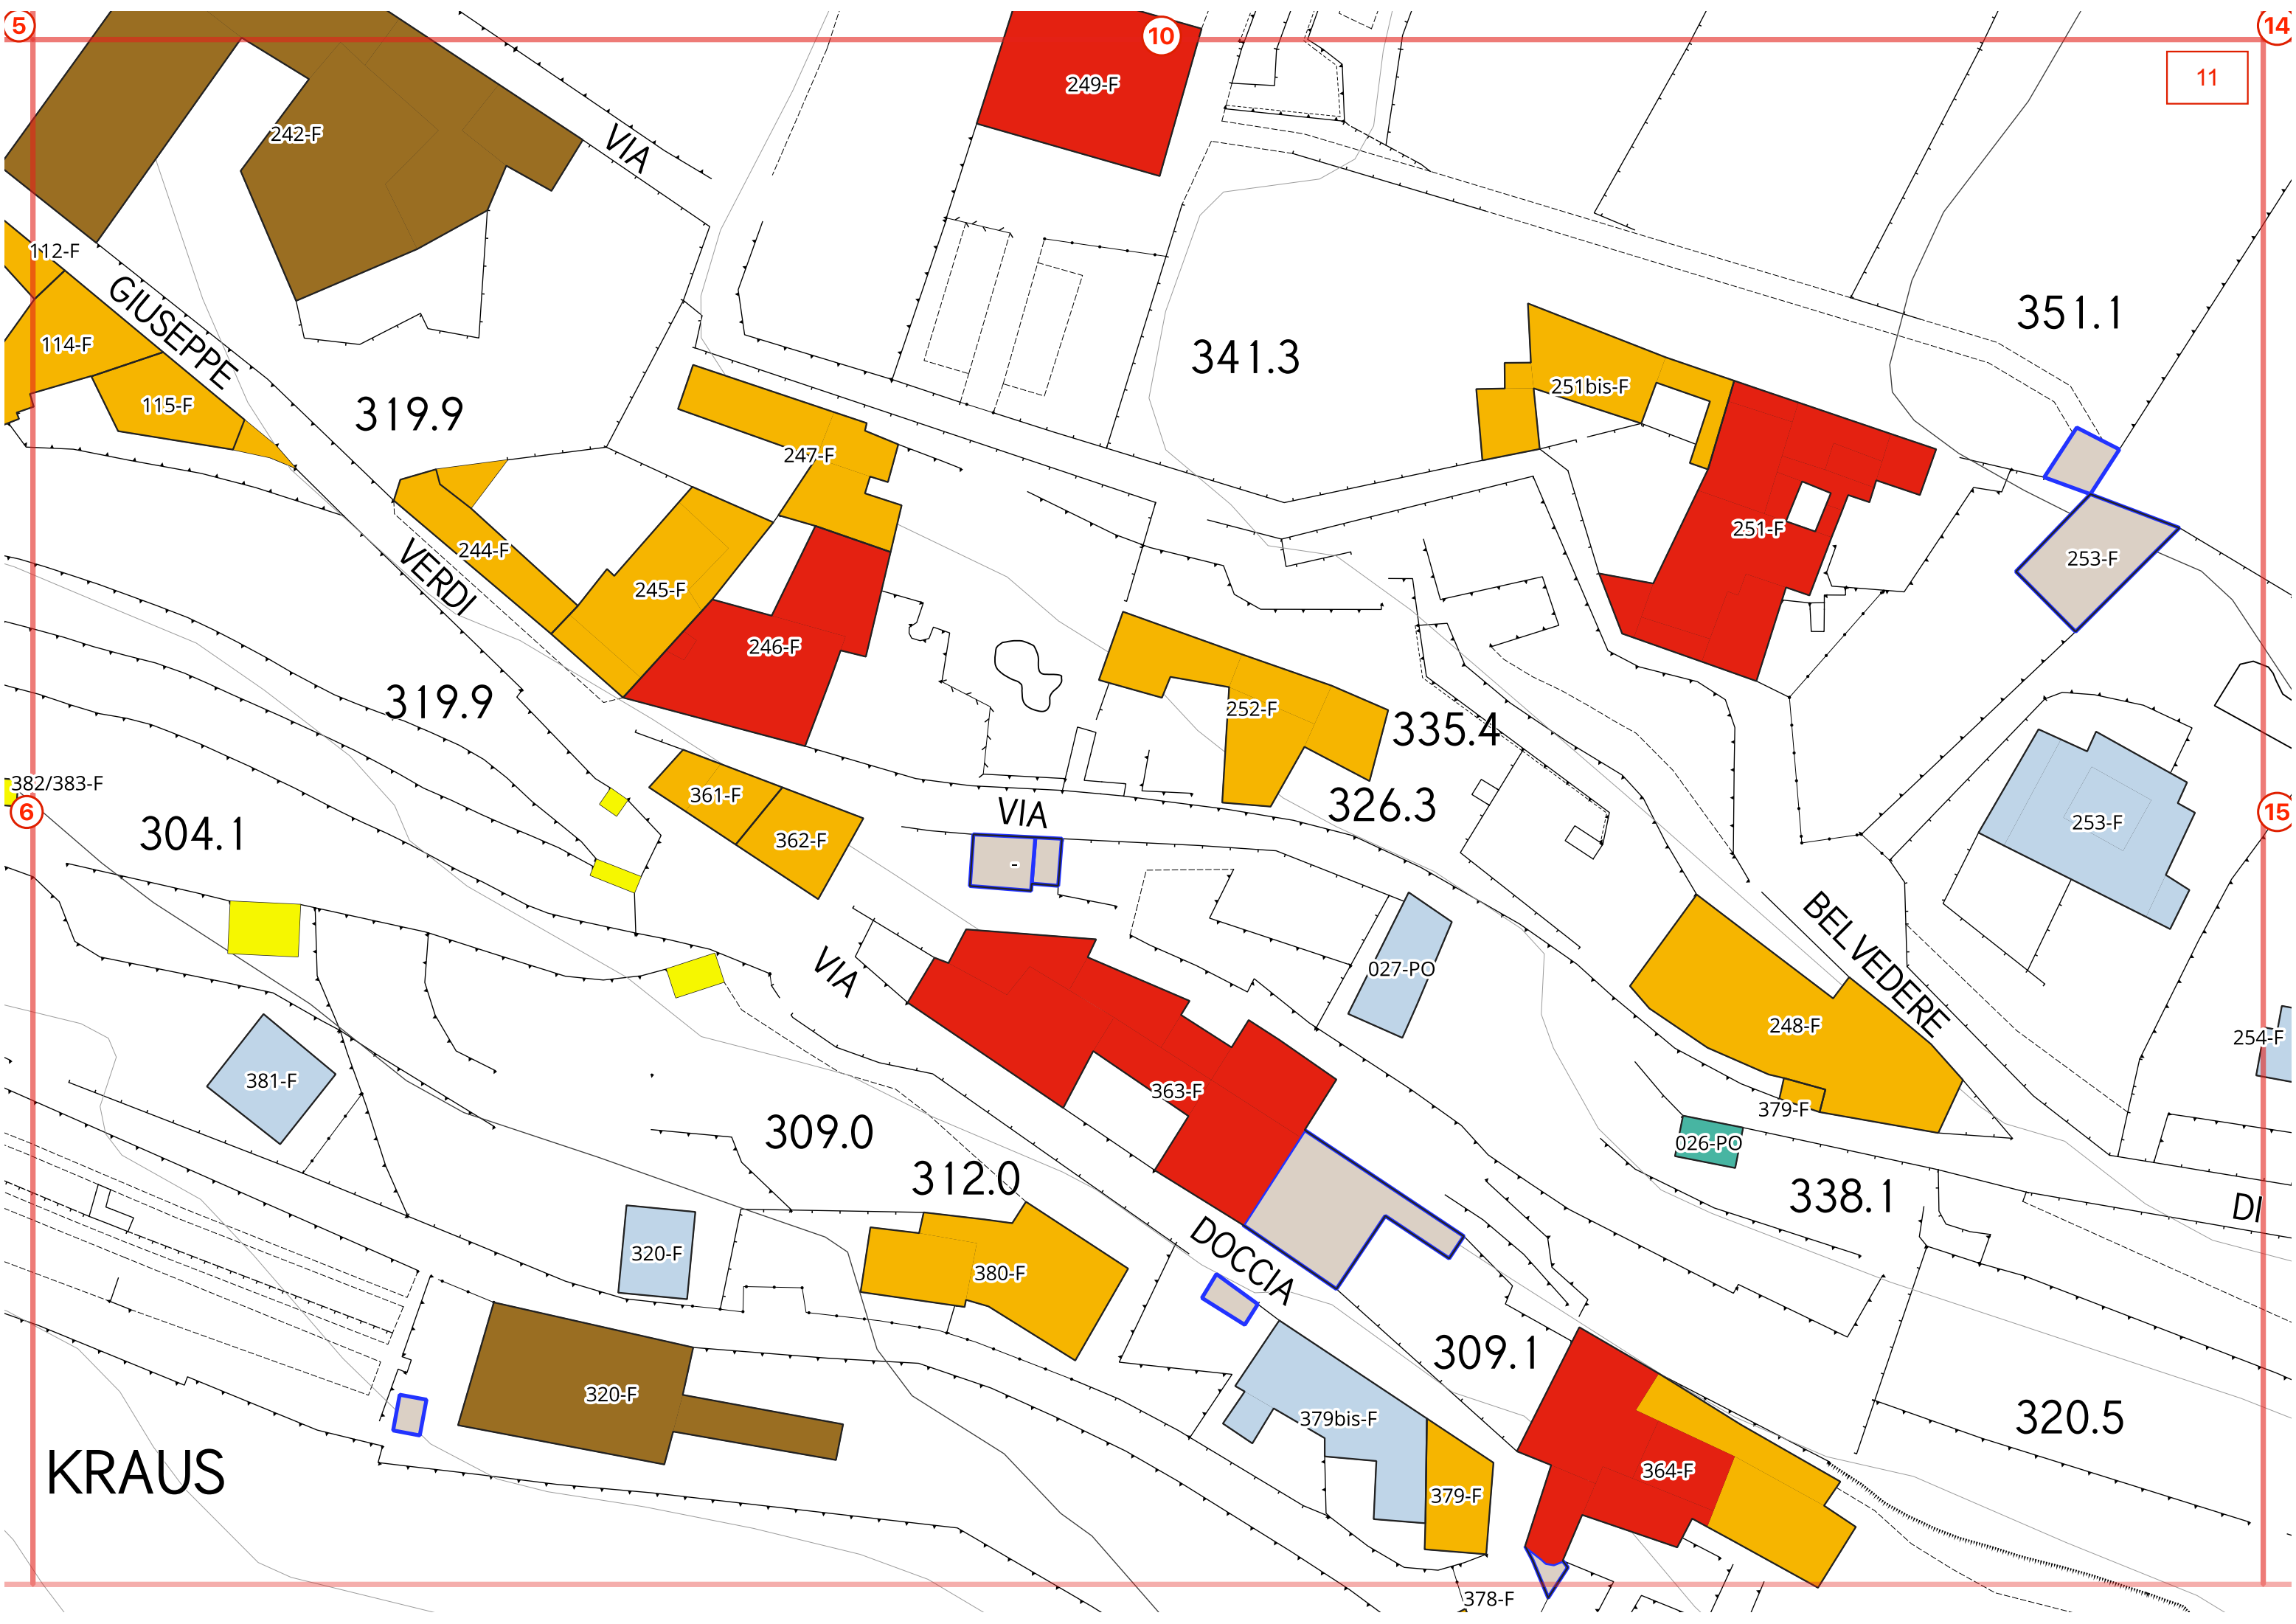 5
10
14
11
249-F
242-F
VIA
112-F
GIUSEPPE
351.1
114-F
341.3
251bis-F
115-F
319.9
247-F
251-F
244-F
253-F
VERDI
245-F
246-F
319.9
252-F
335.4
382/383-F
361-F
326.3
VIA
6
15
253-F
304.1
362-F
-
BELVEDERE
VIA
027-PO
248-F
254-F
381-F
363-F
379-F
309.0
026-PO
312.0
338.1
DI
320-F
DOCCIA
380-F
309.1
320-F
379bis-F
320.5
KRAUS
364-F
379-F
378-F